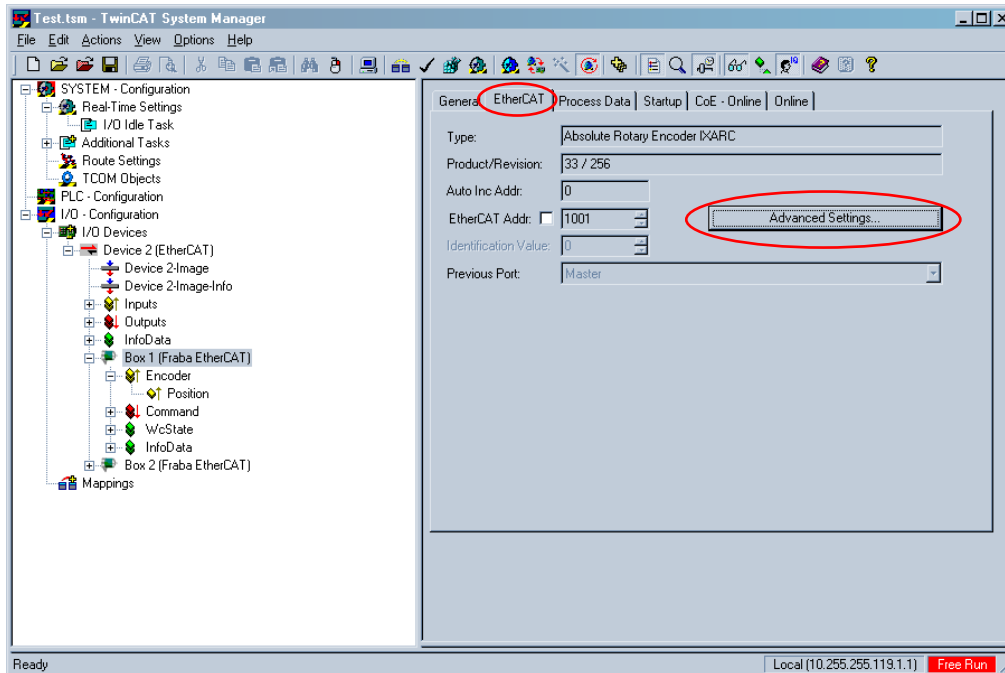 Test.tsm - TwinCAT System Manager
File Edit Actions View Options Help
SYSTEM - Configuration
Real-Time Settings
I/O Idle Task
Additional Tasks
Route Settings
TCOM Objects
PLC - Configuration
I/O - Configuration
I/O Devices
Device 2 (EtherCAT)
Device 2-Image
Device 2-Image-Info
Inputs
Outputs
InfoData
Box 1 (Fraba EtherCAT)
Encoder
Position
Command
WcState
InfoData
Box 2 (Fraba EtherCAT)
Mappings
General EtherCAT Process Data Startup CoE - Online Online
Type: Absolute Rotary Encoder IXARC
Product/Revision: 33 / 256
Auto Inc Addr: 0
EtherCAT Addr: 1001 Advanced Settings...
Identification Value: 0
Previous Port: Master
Ready Local (10.255.255.119.1.1) Free Run